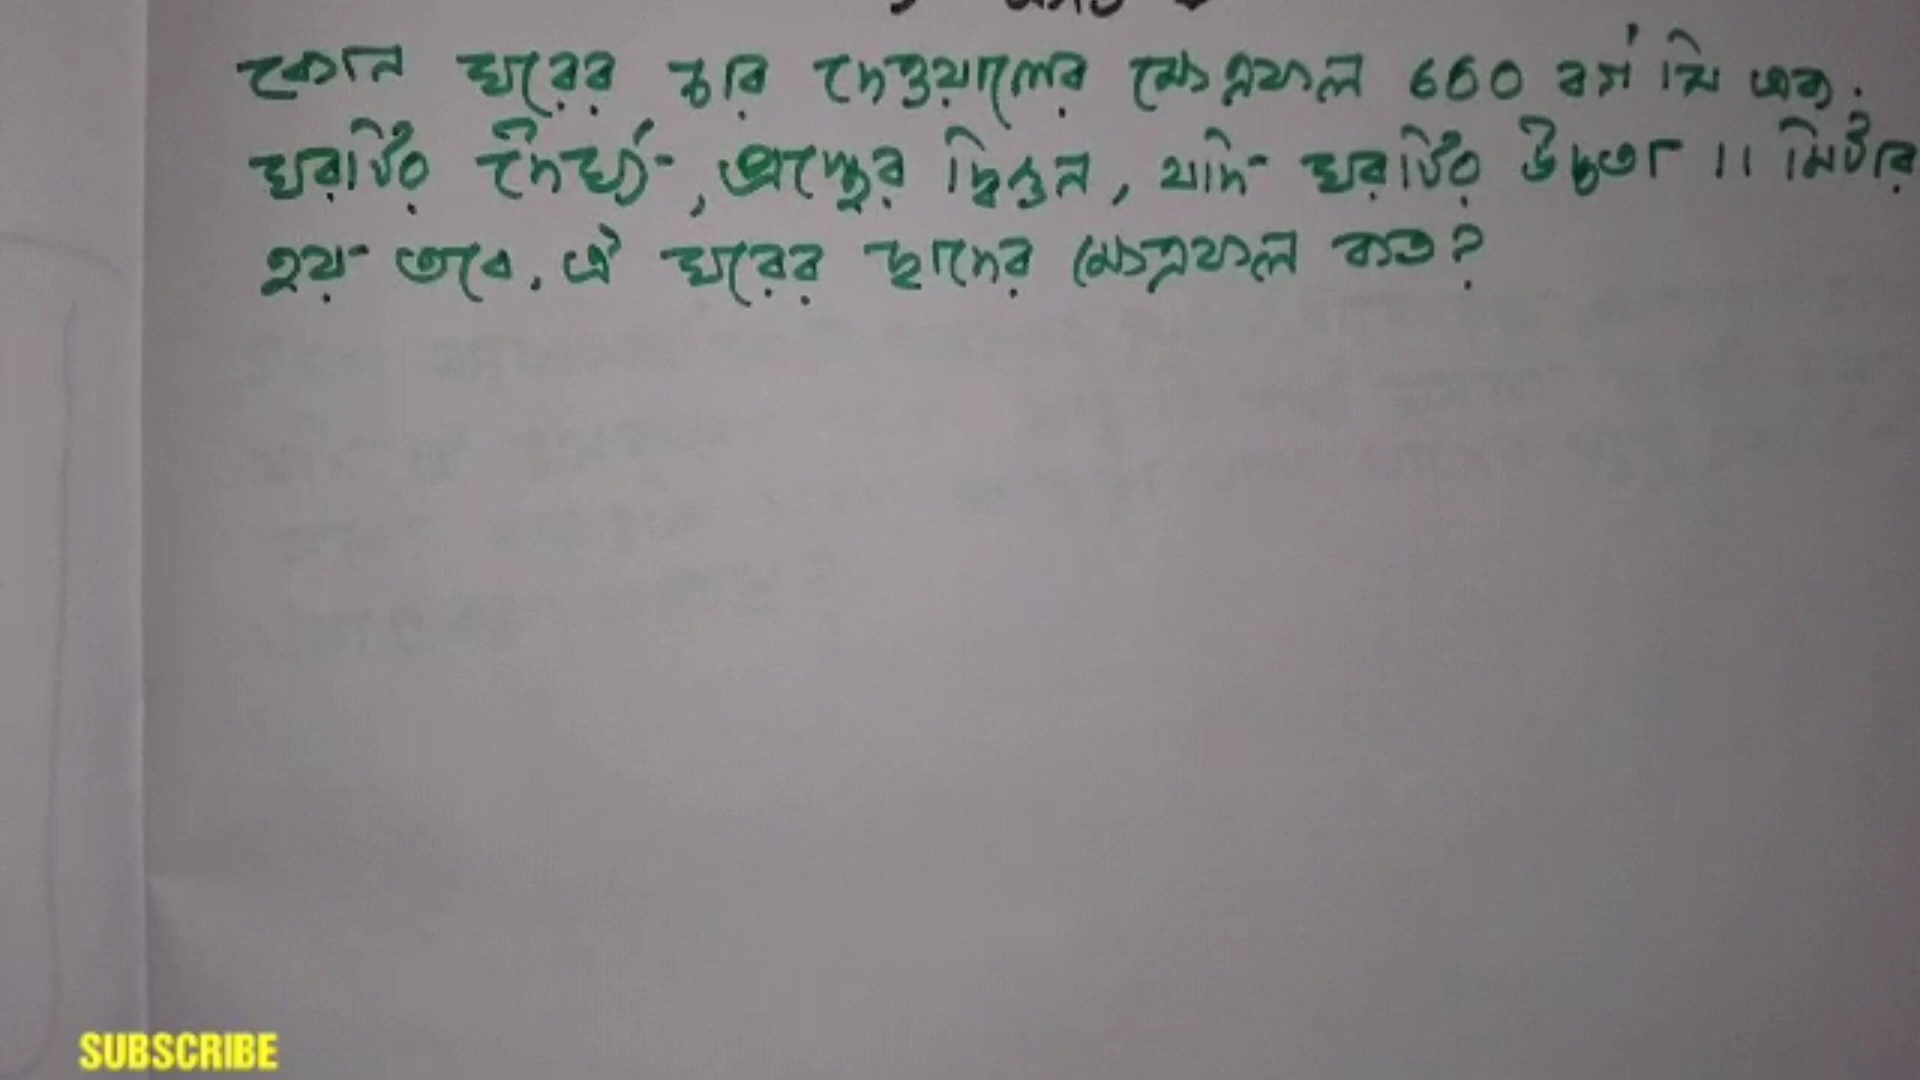 কোন ঘরের চার দেওয়ালের ক্ষেত্রফল 660 বর্গ মি এবং
ঘরটির দৈর্ঘ্য, প্রস্থের দ্বিগুন, যদি ঘরটির উচ্চতা 11 মিটার
হয় তবে, ঐ ঘরের ছাদের ক্ষেত্রফল কত?
SUBSCRIBE